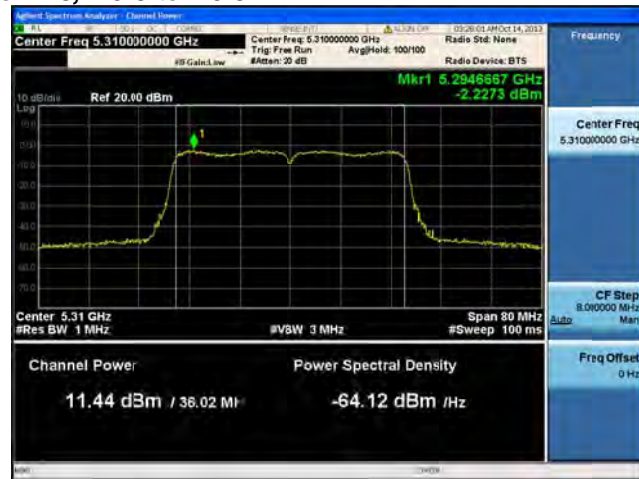 Agilent Spectrum Analyzer - Channel Power
RL
03:26:01 AM Oct 14, 2013
Center Freq 5.310000000 GHz
Center Freq: 5.310000000 GHz
Radio Std: None
Frequency
Trig: Free Run
Avg|Hold: 100/100
#IFGain:Low
#Atten: 20 dB
Radio Device: BTS
Mkr1 5.2946667 GHz
-2.2273 dBm
10 dB/div
Ref 20.00 dBm
Log
1
Center Freq
5.310000000 GHz
Center 5.31 GHz
Span 80 MHz
#Res BW 1 MHz
#VBW 3 MHz
#Sweep 100 ms
CF Step
8.000000 MHz
Auto
Man
Channel Power
Power Spectral Density
Freq Offset
0 Hz
11.44 dBm / 36.02 MH
-64.12 dBm /Hz